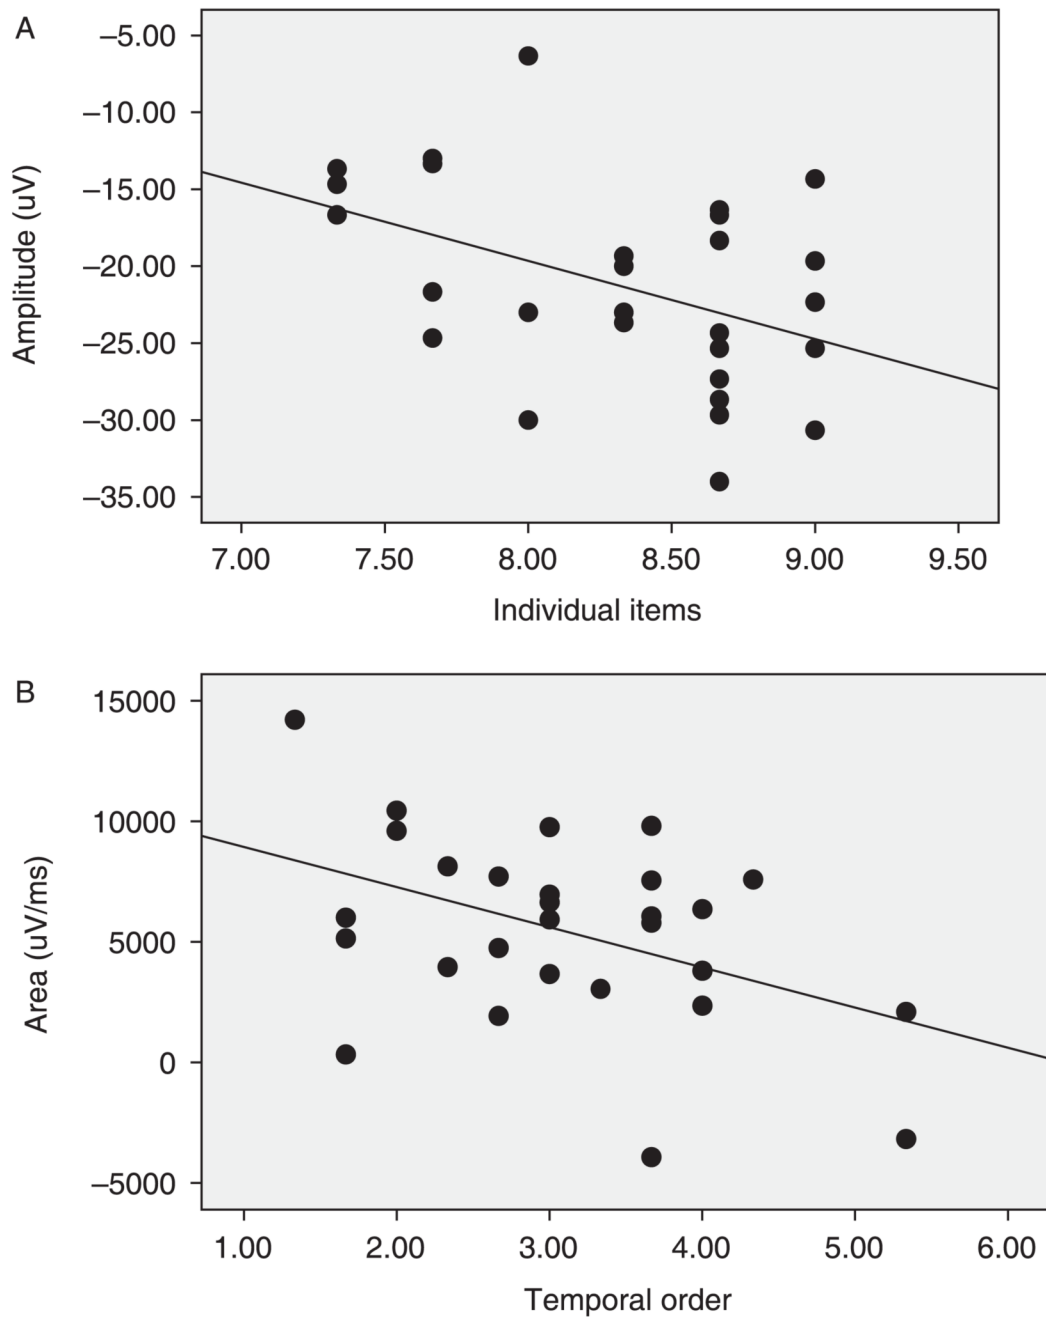 A
–5.00
–10.00
–15.00
–20.00
–25.00
–30.00
–35.00
Amplitude (uV)
7.00 7.50 8.00 8.50 9.00 9.50
Individual items
B
15000
10000
5000
0
–5000
Area (uV/ms)
1.00 2.00 3.00 4.00 5.00 6.00
Temporal order